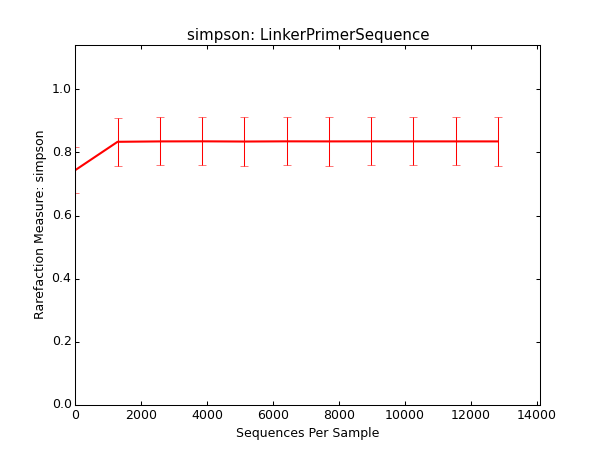 simpson: LinkerPrimerSequence
1.0
0.8
0.6
0.4
0.2
0.0
Rarefaction Measure: simpson
0 2000 4000 6000 8000 10000 12000 14000
Sequences Per Sample